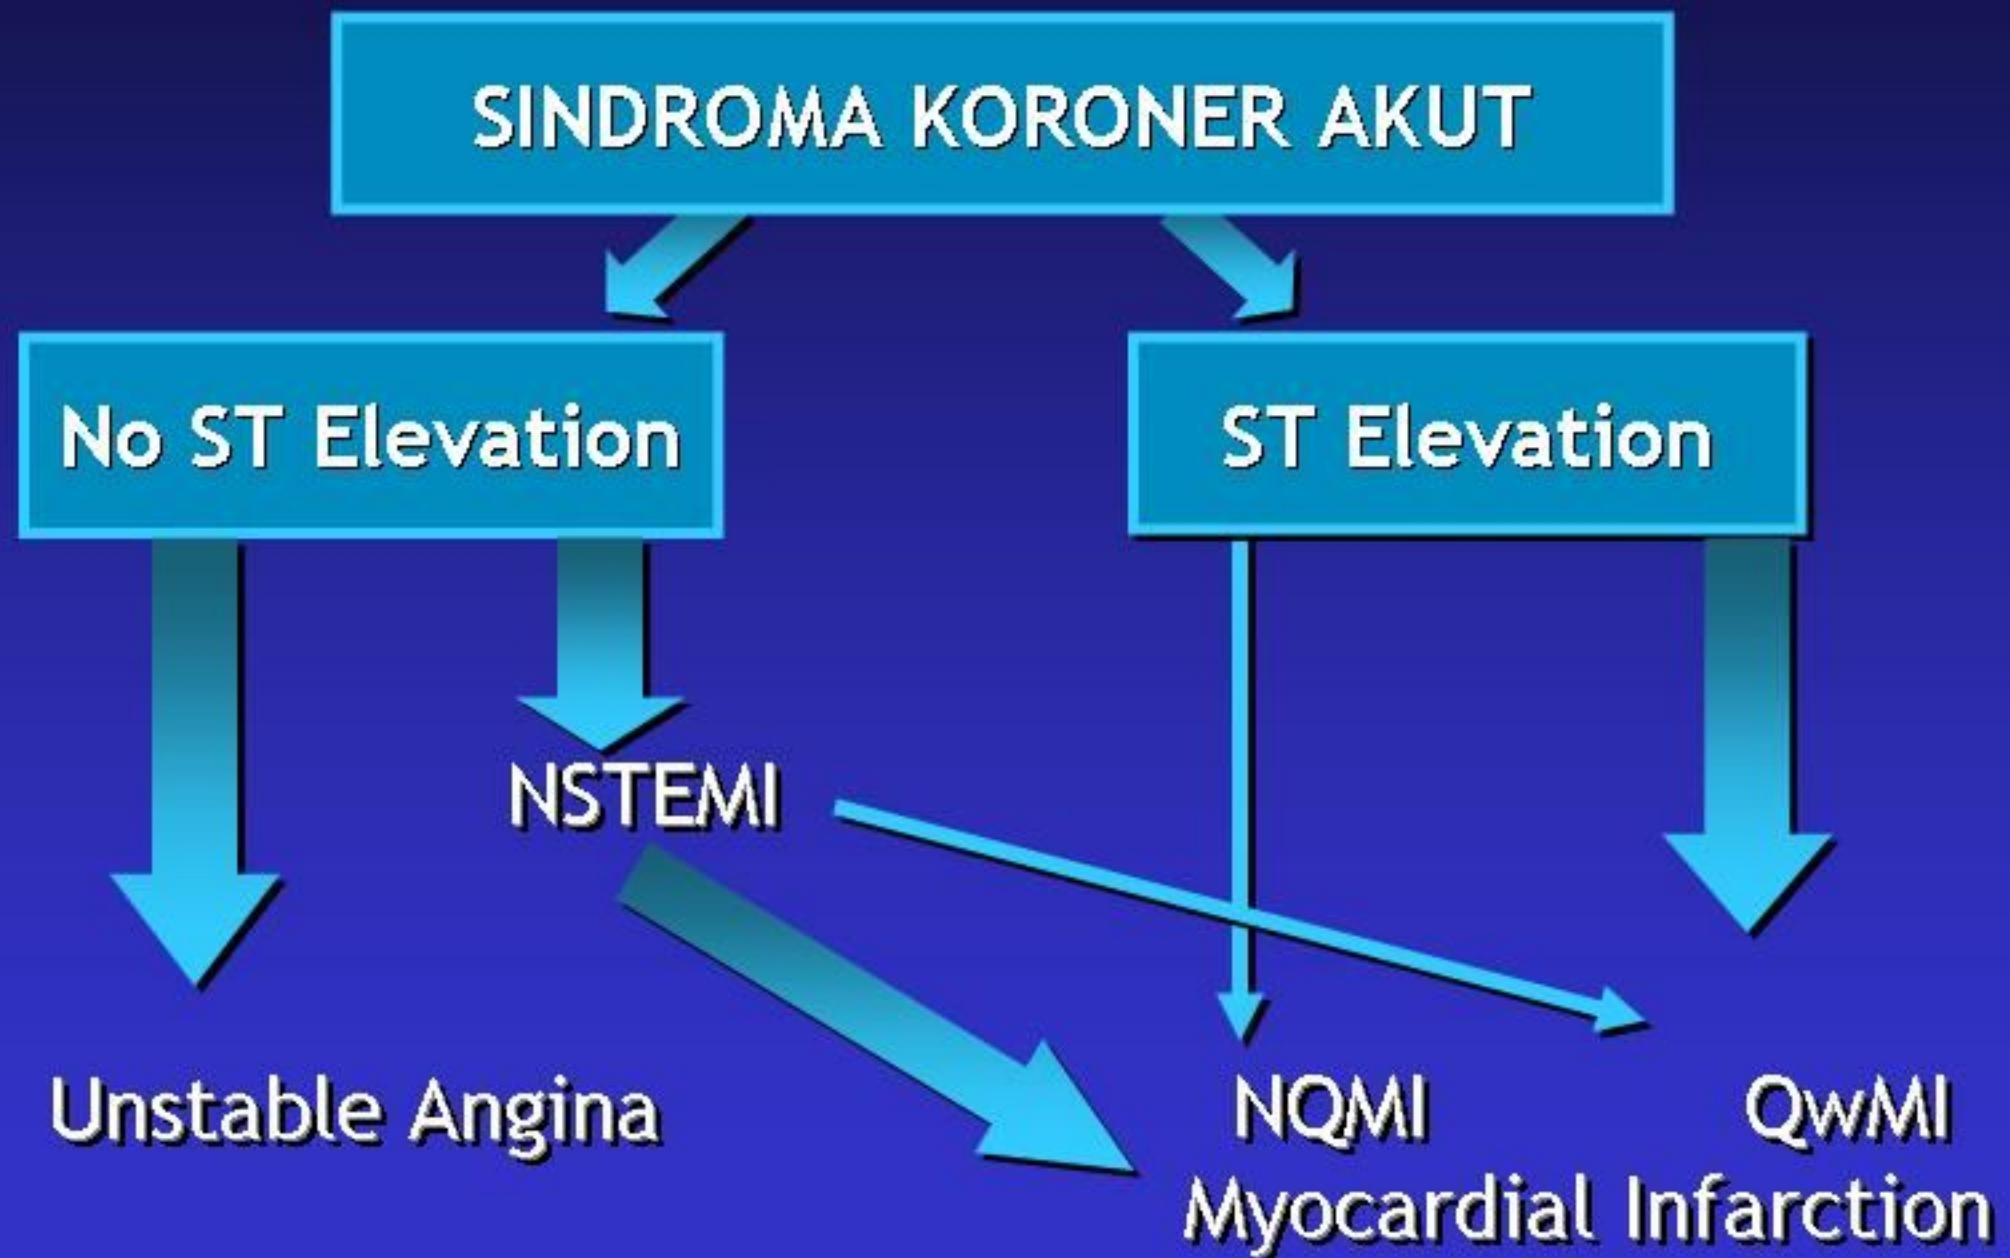 SINDROMA KORONER AKUT
No ST Elevation
ST Elevation
NSTEMI
Unstable Angina
NQMI
QwMI
Myocardial Infarction